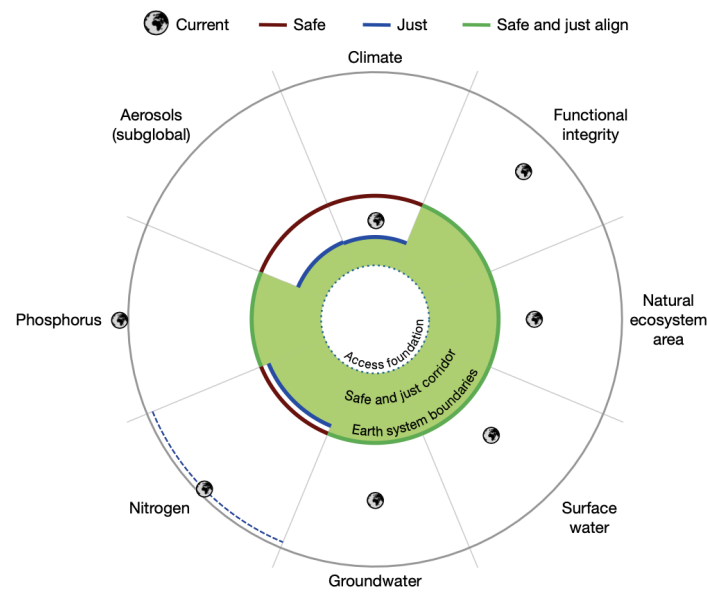 Current
Safe
Just
Safe and just align
Climate
Aerosols
(subglobal)
Functional
integrity
Phosphorus
Natural
ecosystem
area
Access foundation
Safe and just corridor
Earth system boundaries
Nitrogen
Surface
water
Groundwater